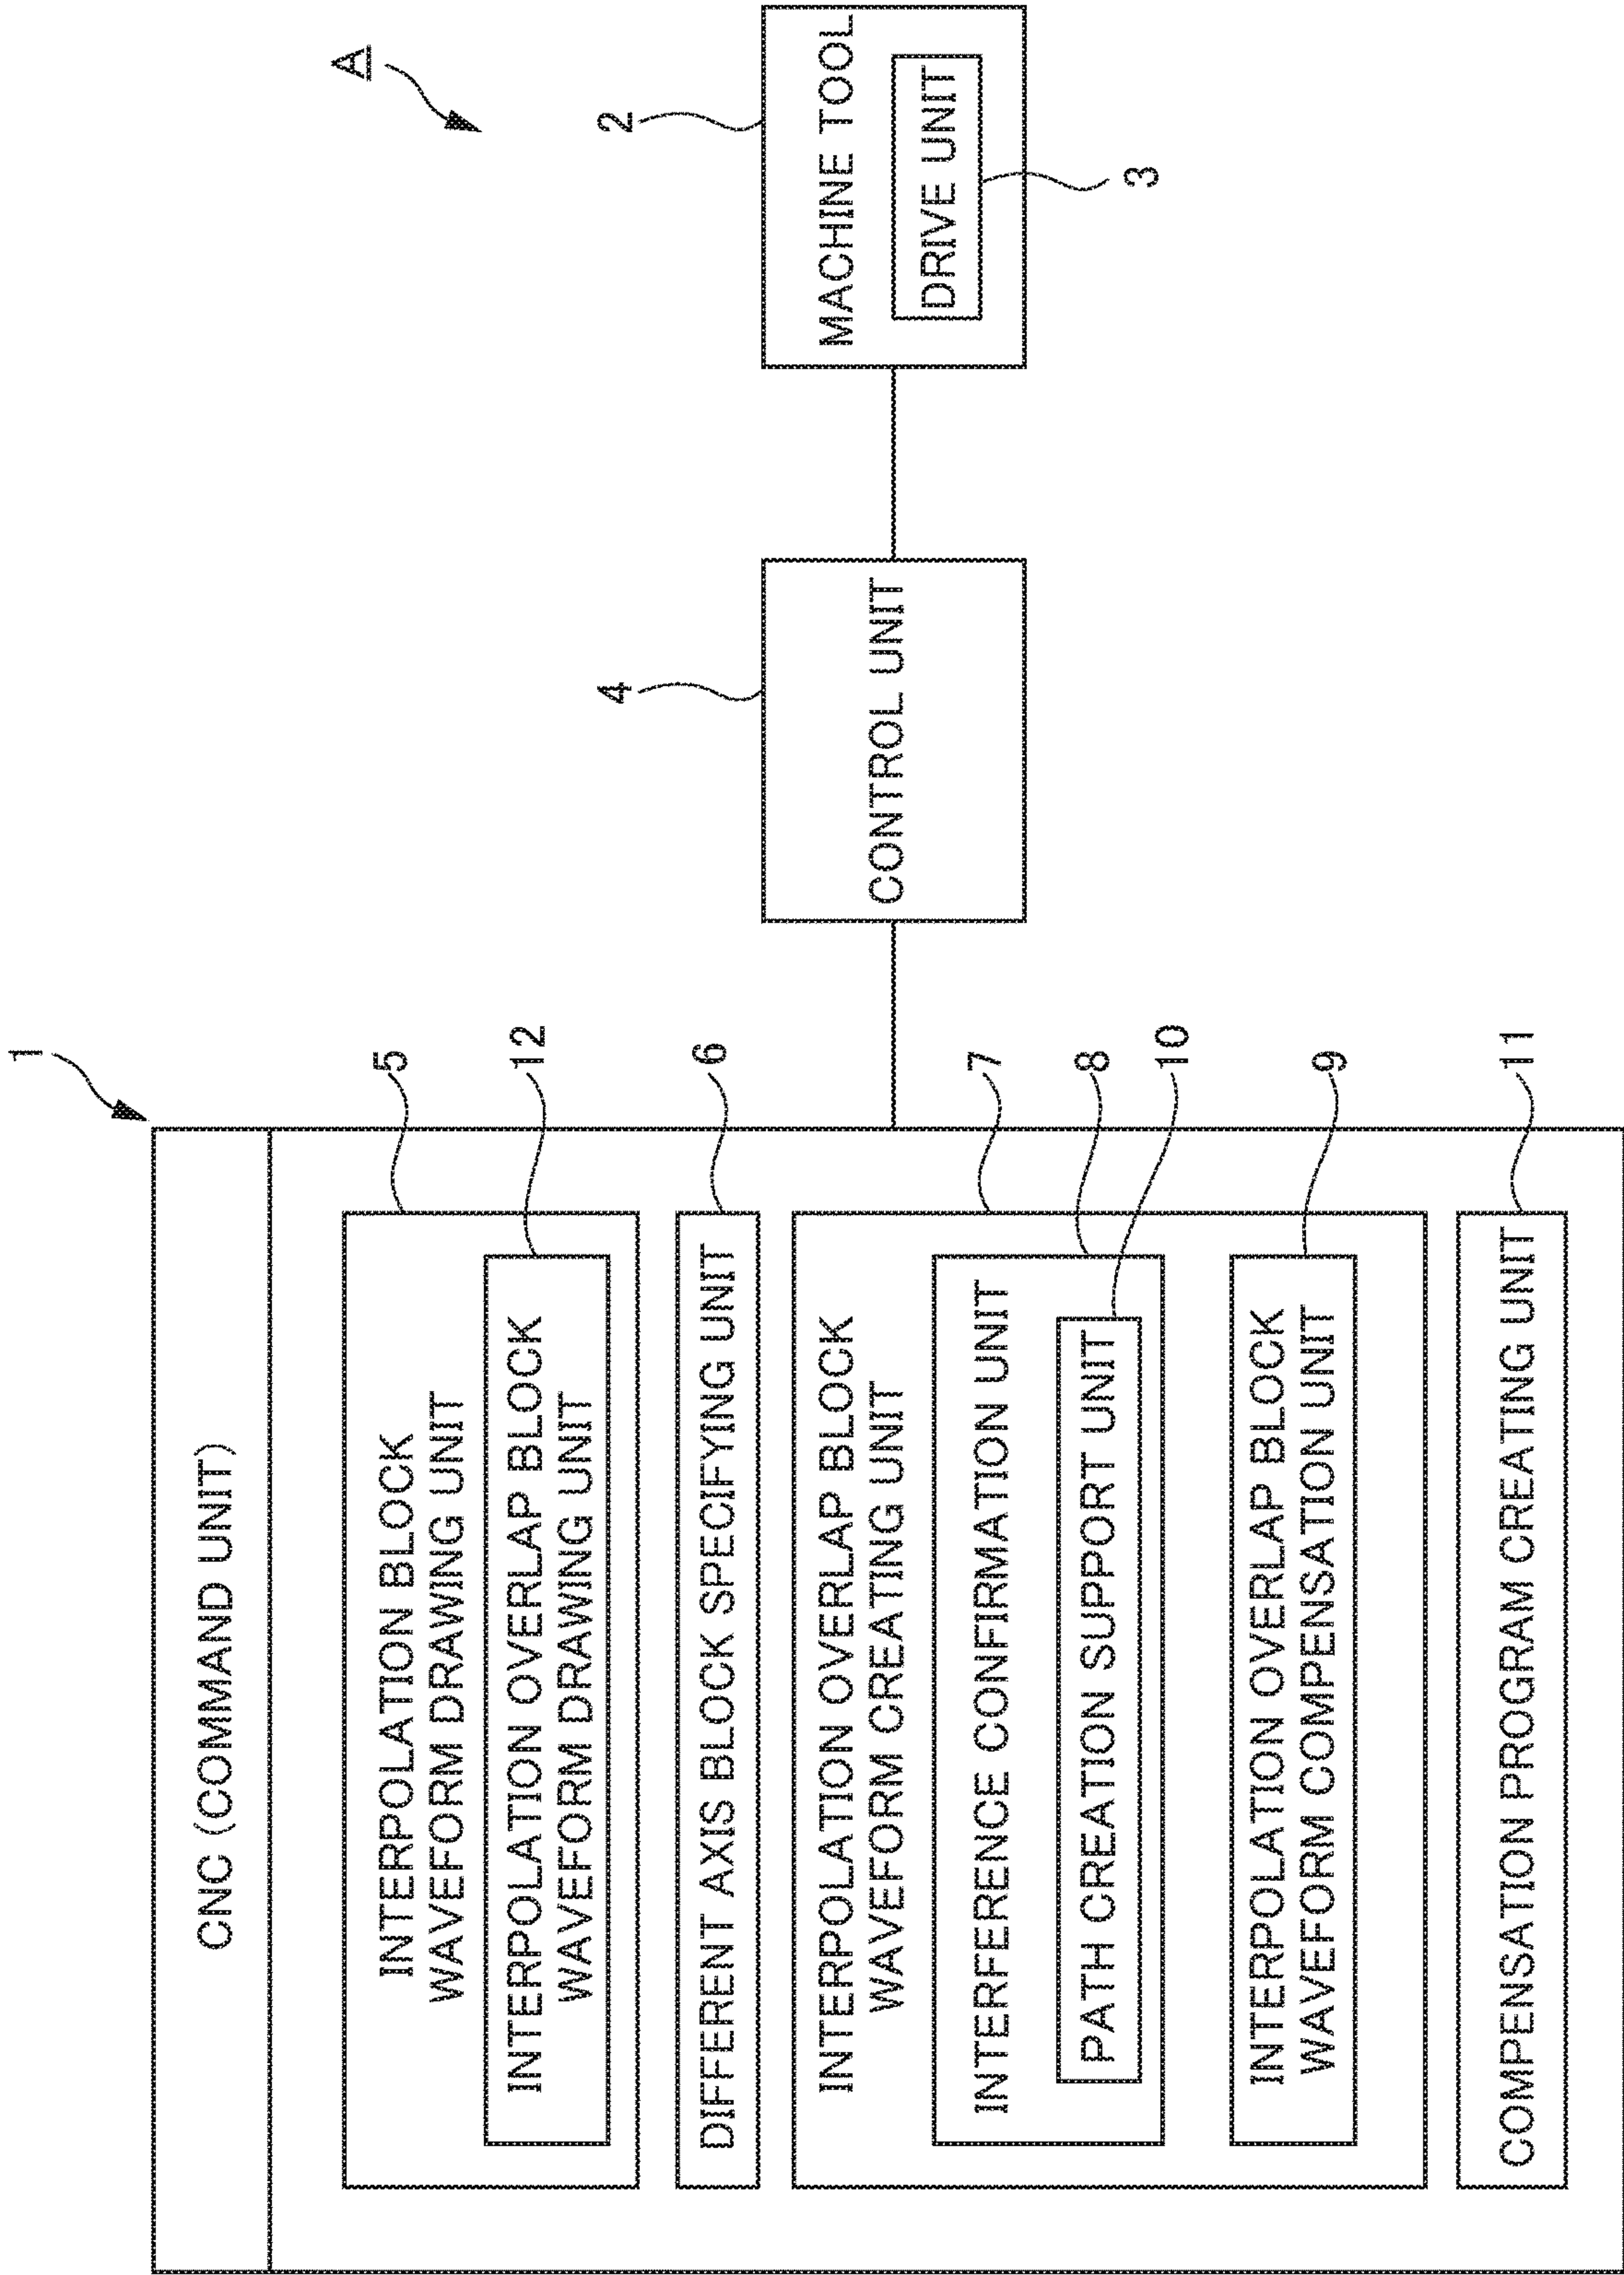 A
1
CNC (COMMAND UNIT)
INTERPOLATION BLOCK
WAVEFORM DRAWING UNIT
5
INTERPOLATION OVERLAP BLOCK
WAVEFORM DRAWING UNIT
12
DIFFERENT AXIS BLOCK SPECIFYING UNIT
6
INTERPOLATION OVERLAP BLOCK
WAVEFORM CREATING UNIT
7
INTERFERENCE CONFIRMATION UNIT
8
PATH CREATION SUPPORT UNIT
10
INTERPOLATION OVERLAP BLOCK
WAVEFORM COMPENSATION UNIT
9
COMPENSATION PROGRAM CREATING UNIT
11
4
CONTROL UNIT
2
MACHINE TOOL
DRIVE UNIT
3